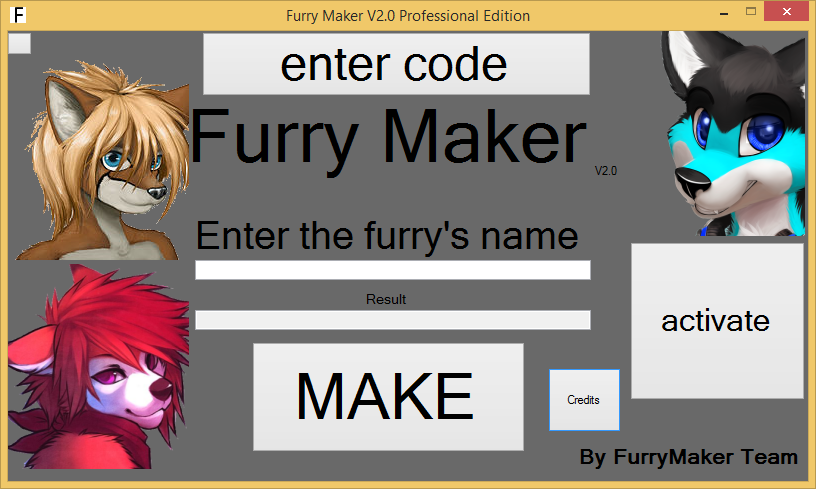 F
Furry Maker V2.0 Professional Edition
enter code
Furry Maker
V2.0
Enter the furry's name
Result
activate
MAKE
Credits
By FurryMaker Team